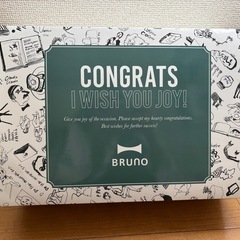 CONGRATS
I WISH YOU JOY!
Give you joy of the occasion. Please accept my hearty congratulations.
Best wishes for further success!
BRUNO